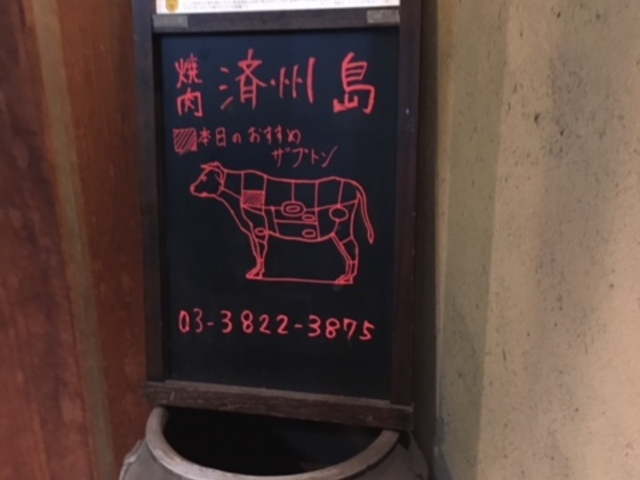 焼肉 済州島
本日のおすすめ
ザブトン
03-3822-3875